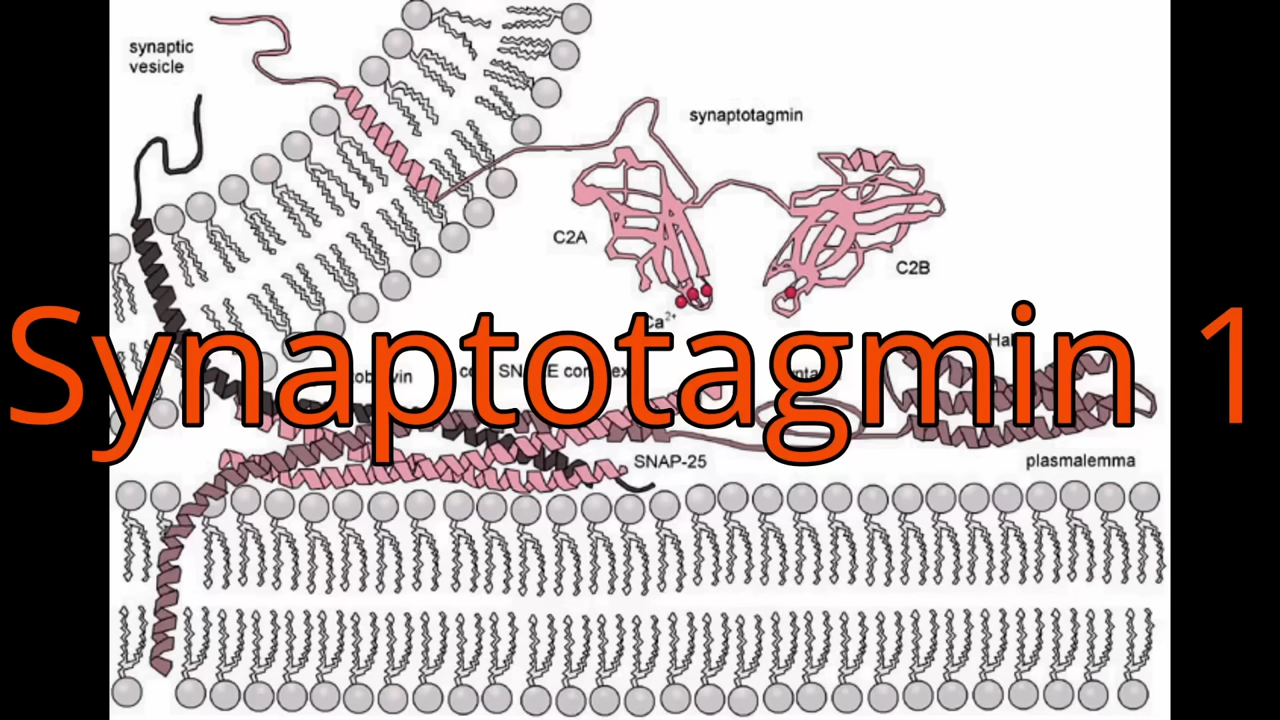 synaptic
vesicle
synaptotagmin
C2A
C2B
Ca²⁺
Synaptotagmin 1
SNAP-25
plasmalemma